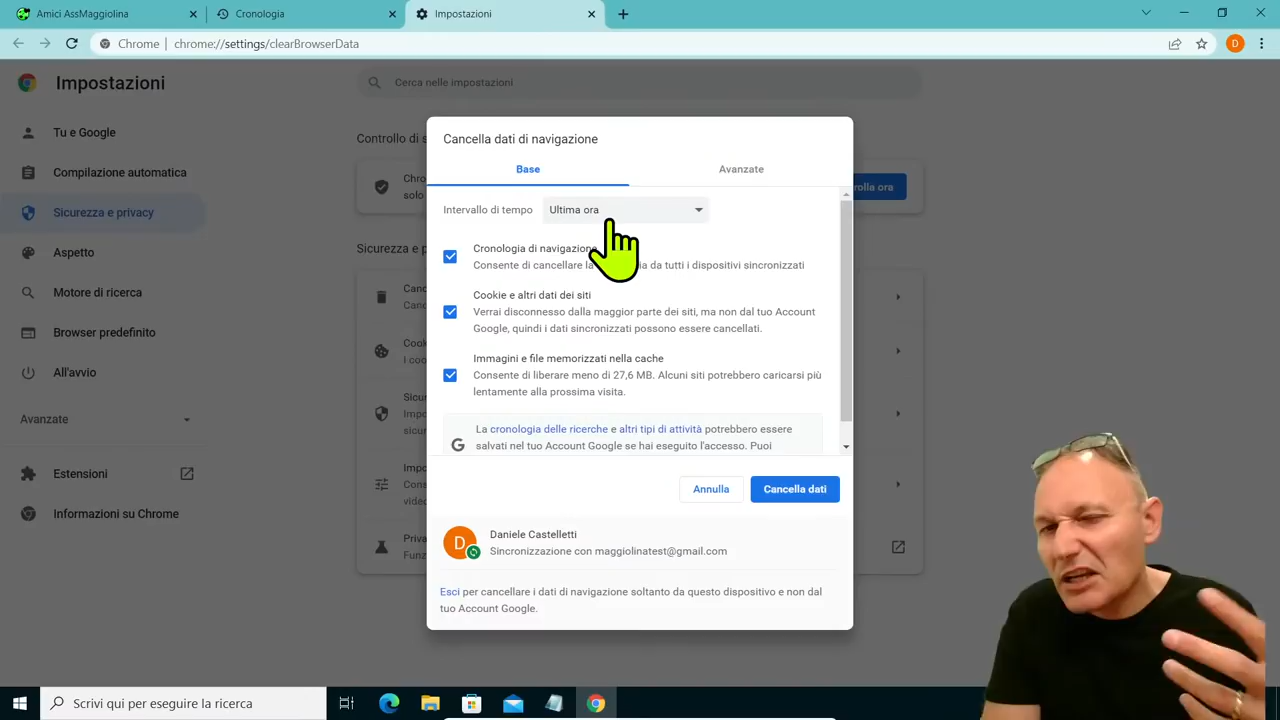 Amici AssMaggiolina
Cronologia
Impostazioni
Chrome
chrome://settings/clearBrowserData
D
Impostazioni
Cerca nelle impostazioni
Tu e Google
Compilazione automatica
Sicurezza e privacy
Aspetto
Motore di ricerca
Browser predefinito
All'avvio
Avanzate
Estensioni
Informazioni su Chrome
Controllo di s
Chro
solo
rolla ora
Sicurezza e p
Canc
Canc
Cook
I coo
Sicur
sicur
Impo
Cons
video
Priva
Funz
Cancella dati di navigazione
Base
Avanzate
Intervallo di tempo
Ultima ora
Cronologia di navigazione
Consente di cancellare la ia da tutti i dispositivi sincronizzati
Cookie e altri dati dei siti
Verrai disconnesso dalla maggior parte dei siti, ma non dal tuo Account
Google, quindi i dati sincronizzati possono essere cancellati.
Immagini e file memorizzati nella cache
Consente di liberare meno di 27,6 MB. Alcuni siti potrebbero caricarsi più
lentamente alla prossima visita.
G
La cronologia delle ricerche e altri tipi di attività potrebbero essere
salvati nel tuo Account Google se hai eseguito l'accesso. Puoi
Annulla
Cancella dati
D
Daniele Castelletti
Sincronizzazione con maggiolinatest@gmail.com
Esci per cancellare i dati di navigazione soltanto da questo dispositivo e non dal
tuo Account Google.
Scrivi qui per eseguire la ricerca